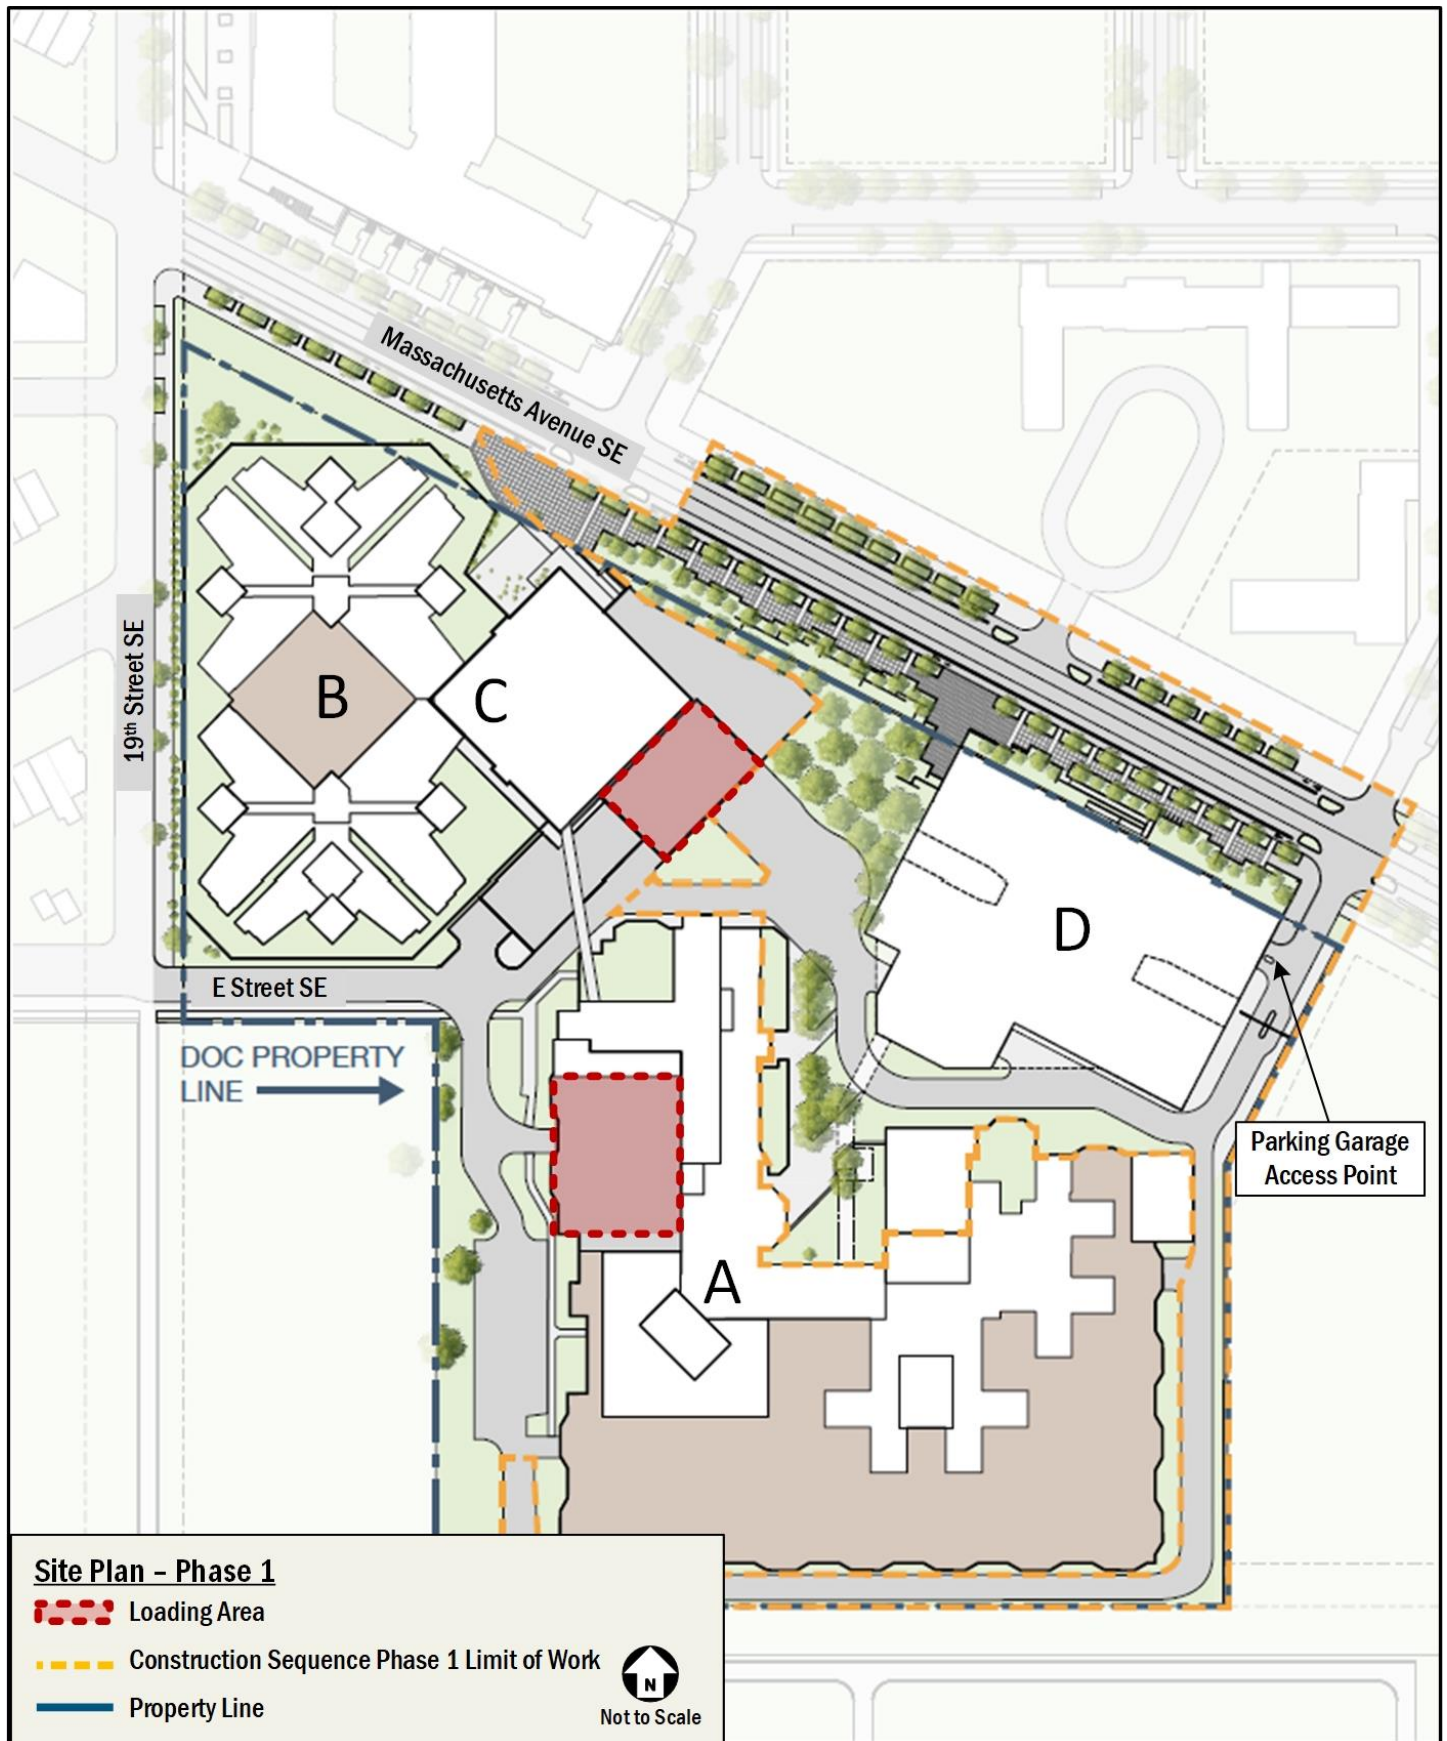 Massachusetts Avenue SE
19th Street SE
B
C
D
E Street SE
DOC PROPERTY
LINE
Parking Garage
Access Point
A
Site Plan – Phase 1
Loading Area
Construction Sequence Phase 1 Limit of Work
Property Line
N
Not to Scale